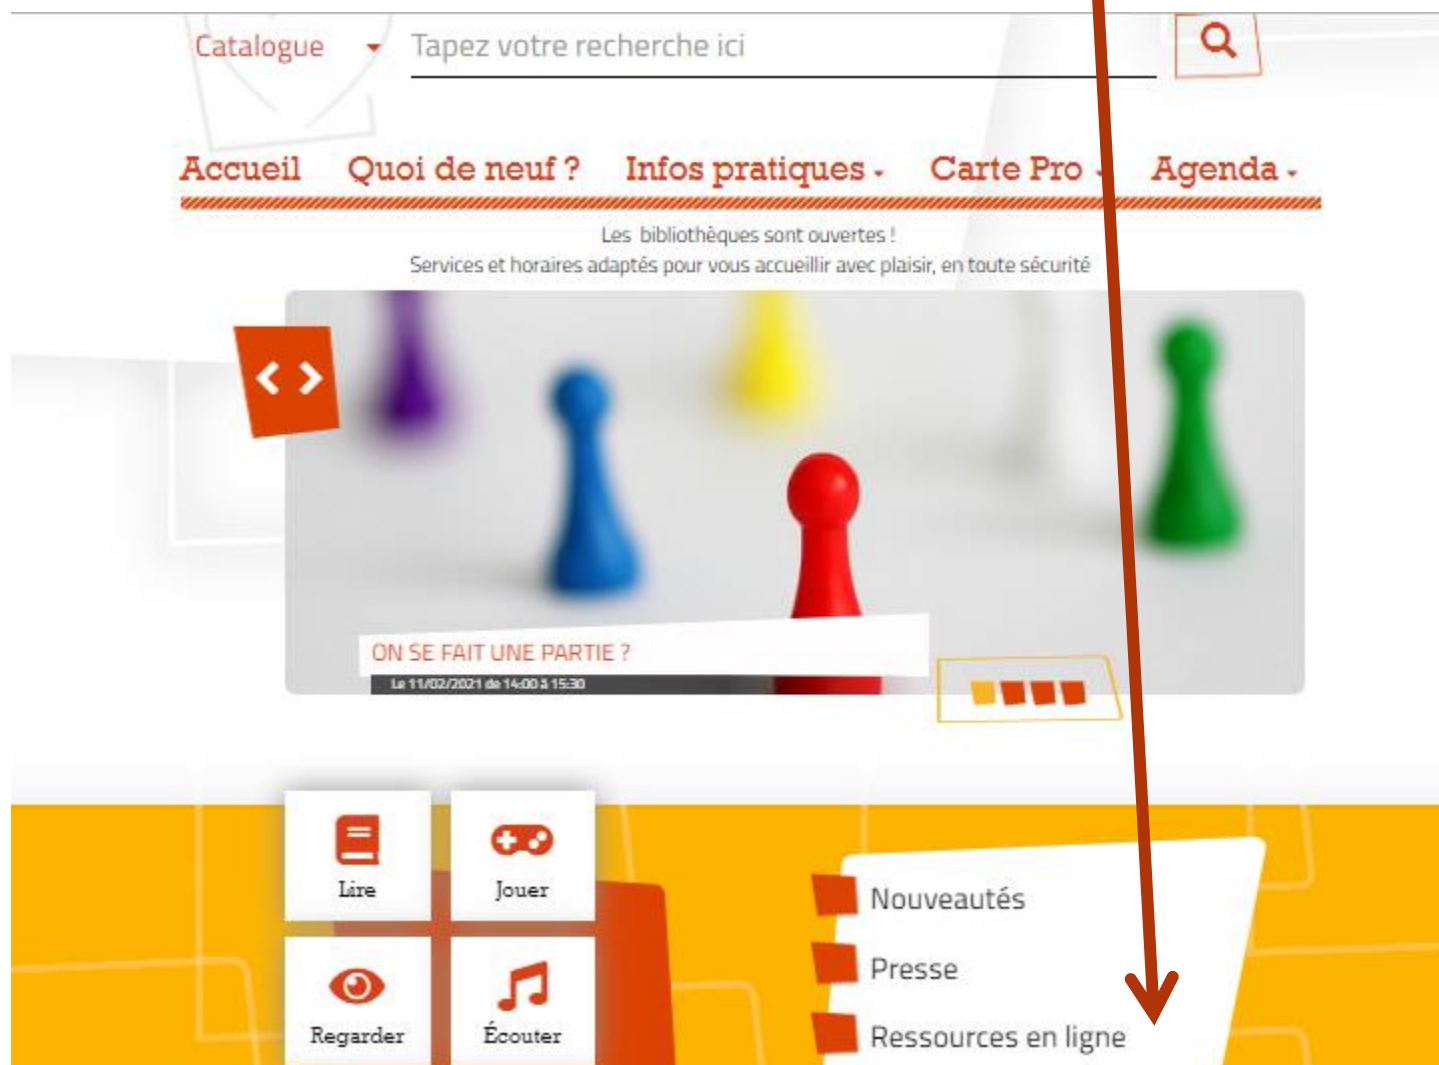 Catalogue
Tapez votre recherche ici
Accueil Quoi de neuf ? Infos pratiques Carte Pro Agenda
Les bibliothèques sont ouvertes !
Services et horaires adaptés pour vous accueillir avec plaisir, en toute sécurité
ON SE FAIT UNE PARTIE ?
Le 11/02/2021 de 14:00 à 15:30
Lire
Jouer
Regarder
Écouter
Nouveautés
Presse
Ressources en ligne